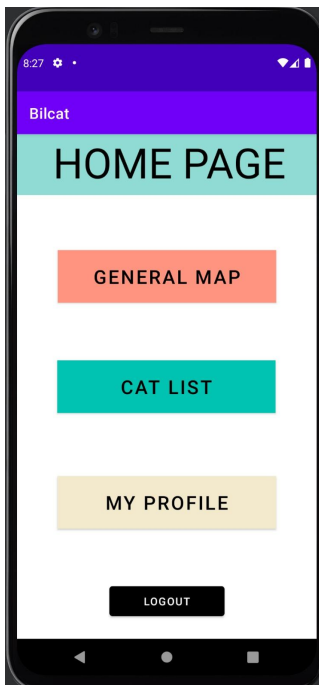 8:27
Bilcat
HOME PAGE
GENERAL MAP
CAT LIST
MY PROFILE
LOGOUT